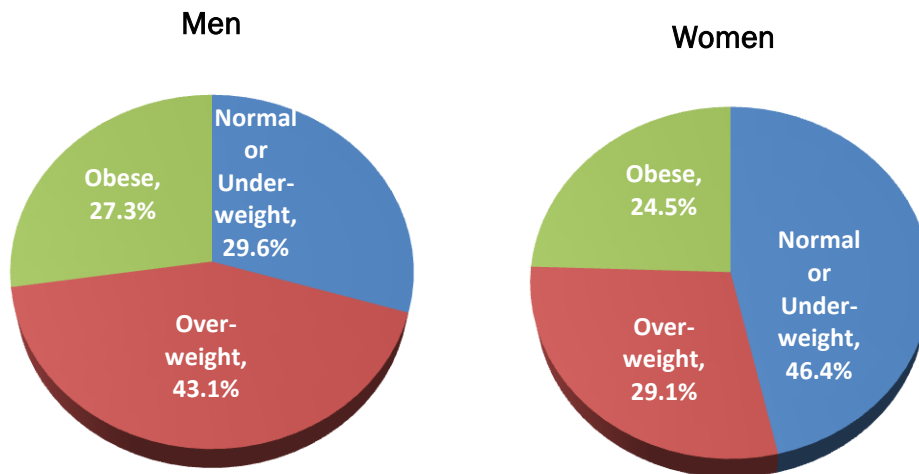 Men
Women
Normal
or
Under-
weight,
29.6%
Obese,
27.3%
Over-
weight,
43.1%
Obese,
24.5%
Normal
or
Under-
weight,
46.4%
Over-
weight,
29.1%